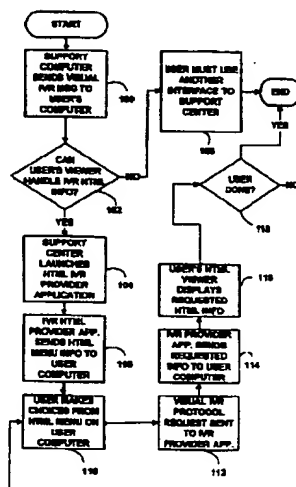 START
SUPPORT
COMPUTER
SENDS VISUAL
IVR MSG TO
USER'S
COMPUTER
100
CAN
USER'S VIEWER
HANDLE IVR HTML
INFO?
102
NO
YES
SUPPORT
CENTER
LAUNCHES
HTML IVR
PROVIDER
APPLICATION
104
IVR HTML
PROVIDER APP.
SENDS HTML
MENU INFO TO
USER COMPUTER
USER MAKES
CHOICES FROM
HTML MENU ON
USER COMPUTER
110
VISUAL IVR
PROTOCOL
REQUEST SENT
TO IVR
PROVIDER APP.
112
IVR PROVIDER
APP. SENDS
REQUESTED
INFO TO USER
COMPUTER
114
USER'S HTML
VIEWER
DISPLAYS
REQUESTED
HTML INFO
116
USER
DONE?
118
NO
YES
END
USER MUST USE
ANOTHER
INTERFACE TO
SUPPORT
CENTER